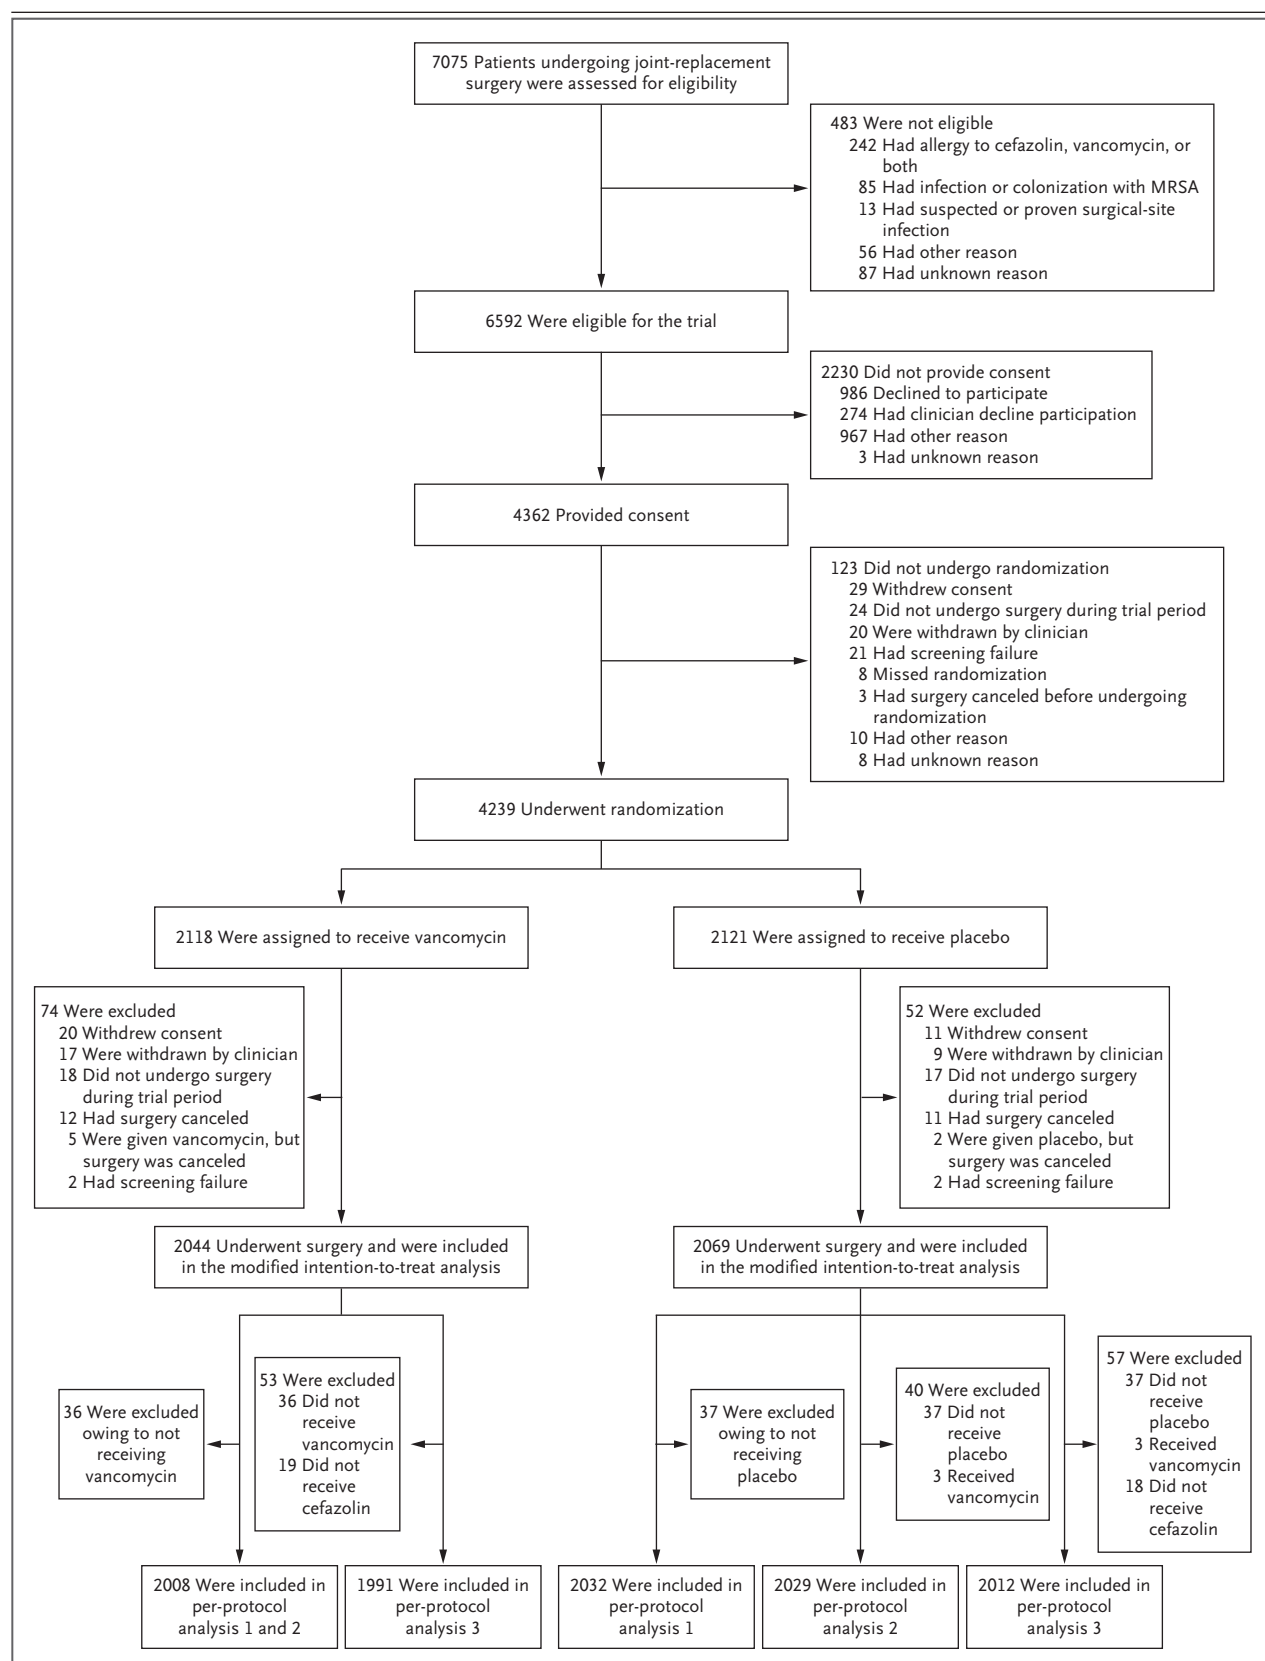 7075 Patients undergoing joint-replacement
surgery were assessed for eligibility
483 Were not eligible
242 Had allergy to cefazolin, vancomycin, or
both
85 Had infection or colonization with MRSA
13 Had suspected or proven surgical-site
infection
56 Had other reason
87 Had unknown reason
6592 Were eligible for the trial
2230 Did not provide consent
986 Declined to participate
274 Had clinician decline participation
967 Had other reason
3 Had unknown reason
4362 Provided consent
123 Did not undergo randomization
29 Withdrew consent
24 Did not undergo surgery during trial period
20 Were withdrawn by clinician
21 Had screening failure
8 Missed randomization
3 Had surgery canceled before undergoing
randomization
10 Had other reason
8 Had unknown reason
4239 Underwent randomization
2118 Were assigned to receive vancomycin
2121 Were assigned to receive placebo
74 Were excluded
20 Withdrew consent
17 Were withdrawn by clinician
18 Did not undergo surgery
during trial period
12 Had surgery canceled
5 Were given vancomycin, but
surgery was canceled
2 Had screening failure
52 Were excluded
11 Withdrew consent
9 Were withdrawn by clinician
17 Did not undergo surgery
during trial period
11 Had surgery canceled
2 Were given placebo, but
surgery was canceled
2 Had screening failure
2044 Underwent surgery and were included
in the modified intention-to-treat analysis
2069 Underwent surgery and were included
in the modified intention-to-treat analysis
36 Were excluded
owing to not
receiving
vancomycin
53 Were excluded
36 Did not
receive
vancomycin
19 Did not
receive
cefazolin
37 Were excluded
owing to not
receiving
placebo
40 Were excluded
37 Did not
receive
placebo
3 Received
vancomycin
57 Were excluded
37 Did not
receive
placebo
3 Received
vancomycin
18 Did not
receive
cefazolin
2008 Were included in
per-protocol
analysis 1 and 2
1991 Were included in
per-protocol
analysis 3
2032 Were included in
per-protocol
analysis 1
2029 Were included in
per-protocol
analysis 2
2012 Were included in
per-protocol
analysis 3